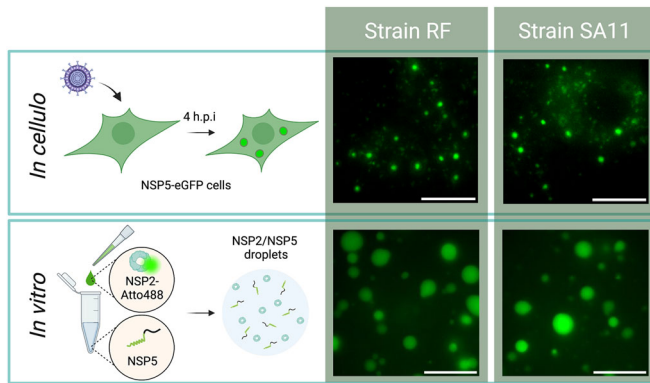 Strain RF
Strain SA11
In cellulo
4 h.p.i
NSP5-eGFP cells
In vitro
NSP2-
Atto488
NSP5
NSP2/NSP5
droplets